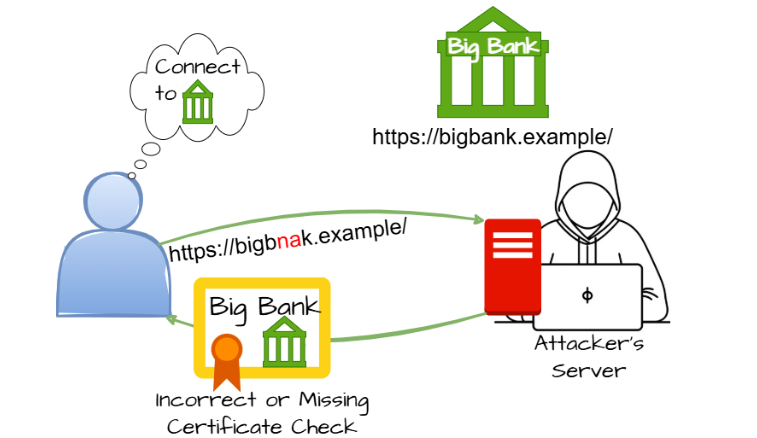 Connect
to
Big Bank
https://bigbank.example/
https://bigbnak.example/
Big Bank
Incorrect or Missing
Certificate Check
Attacker's
Server